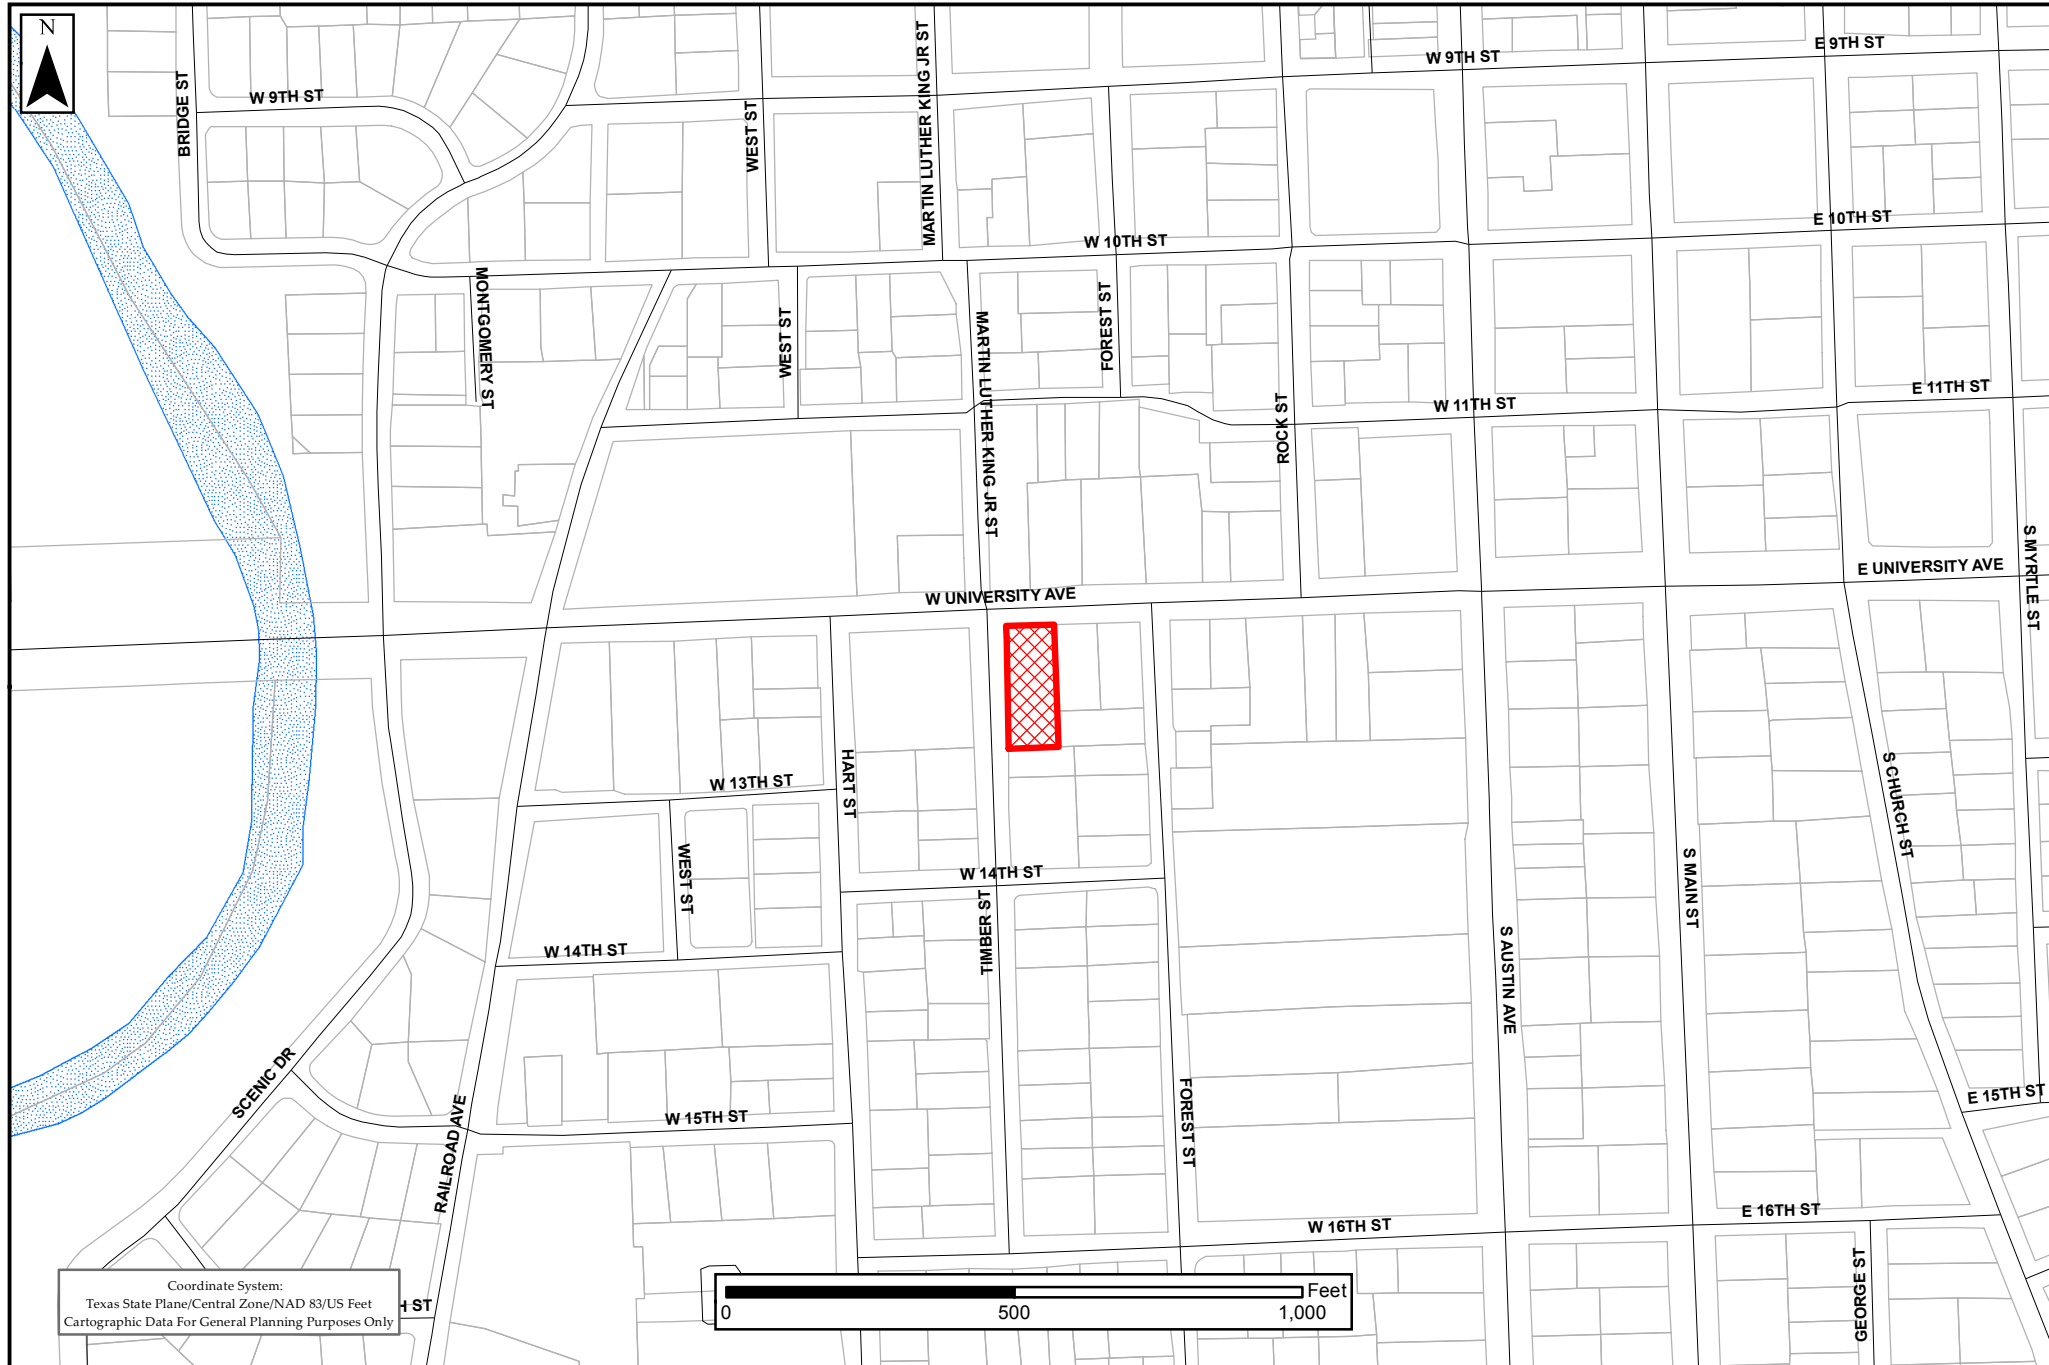 N
BRIDGE ST
W 9TH ST
WEST ST
MARTIN LUTHER KING JR ST
W 9TH ST
E 9TH ST
W 10TH ST
E 10TH ST
MONTGOMERY ST
WEST ST
MARTIN LUTHER KING JR ST
FOREST ST
ROCK ST
W 11TH ST
E 11TH ST
W UNIVERSITY AVE
E UNIVERSITY AVE
S MYRTLE ST
HART ST
W 13TH ST
WEST ST
W 14TH ST
TIMBER ST
W 14TH ST
S AUSTIN AVE
S MAIN ST
S CHURCH ST
SCENIC DR
RAILROAD AVE
W 15TH ST
FOREST ST
E 15TH ST
W 16TH ST
E 16TH ST
GEORGE ST
H ST
Coordinate System:
Texas State Plane/Central Zone/NAD 83/US Feet
Cartographic Data For General Planning Purposes Only
Feet
0 500 1,000